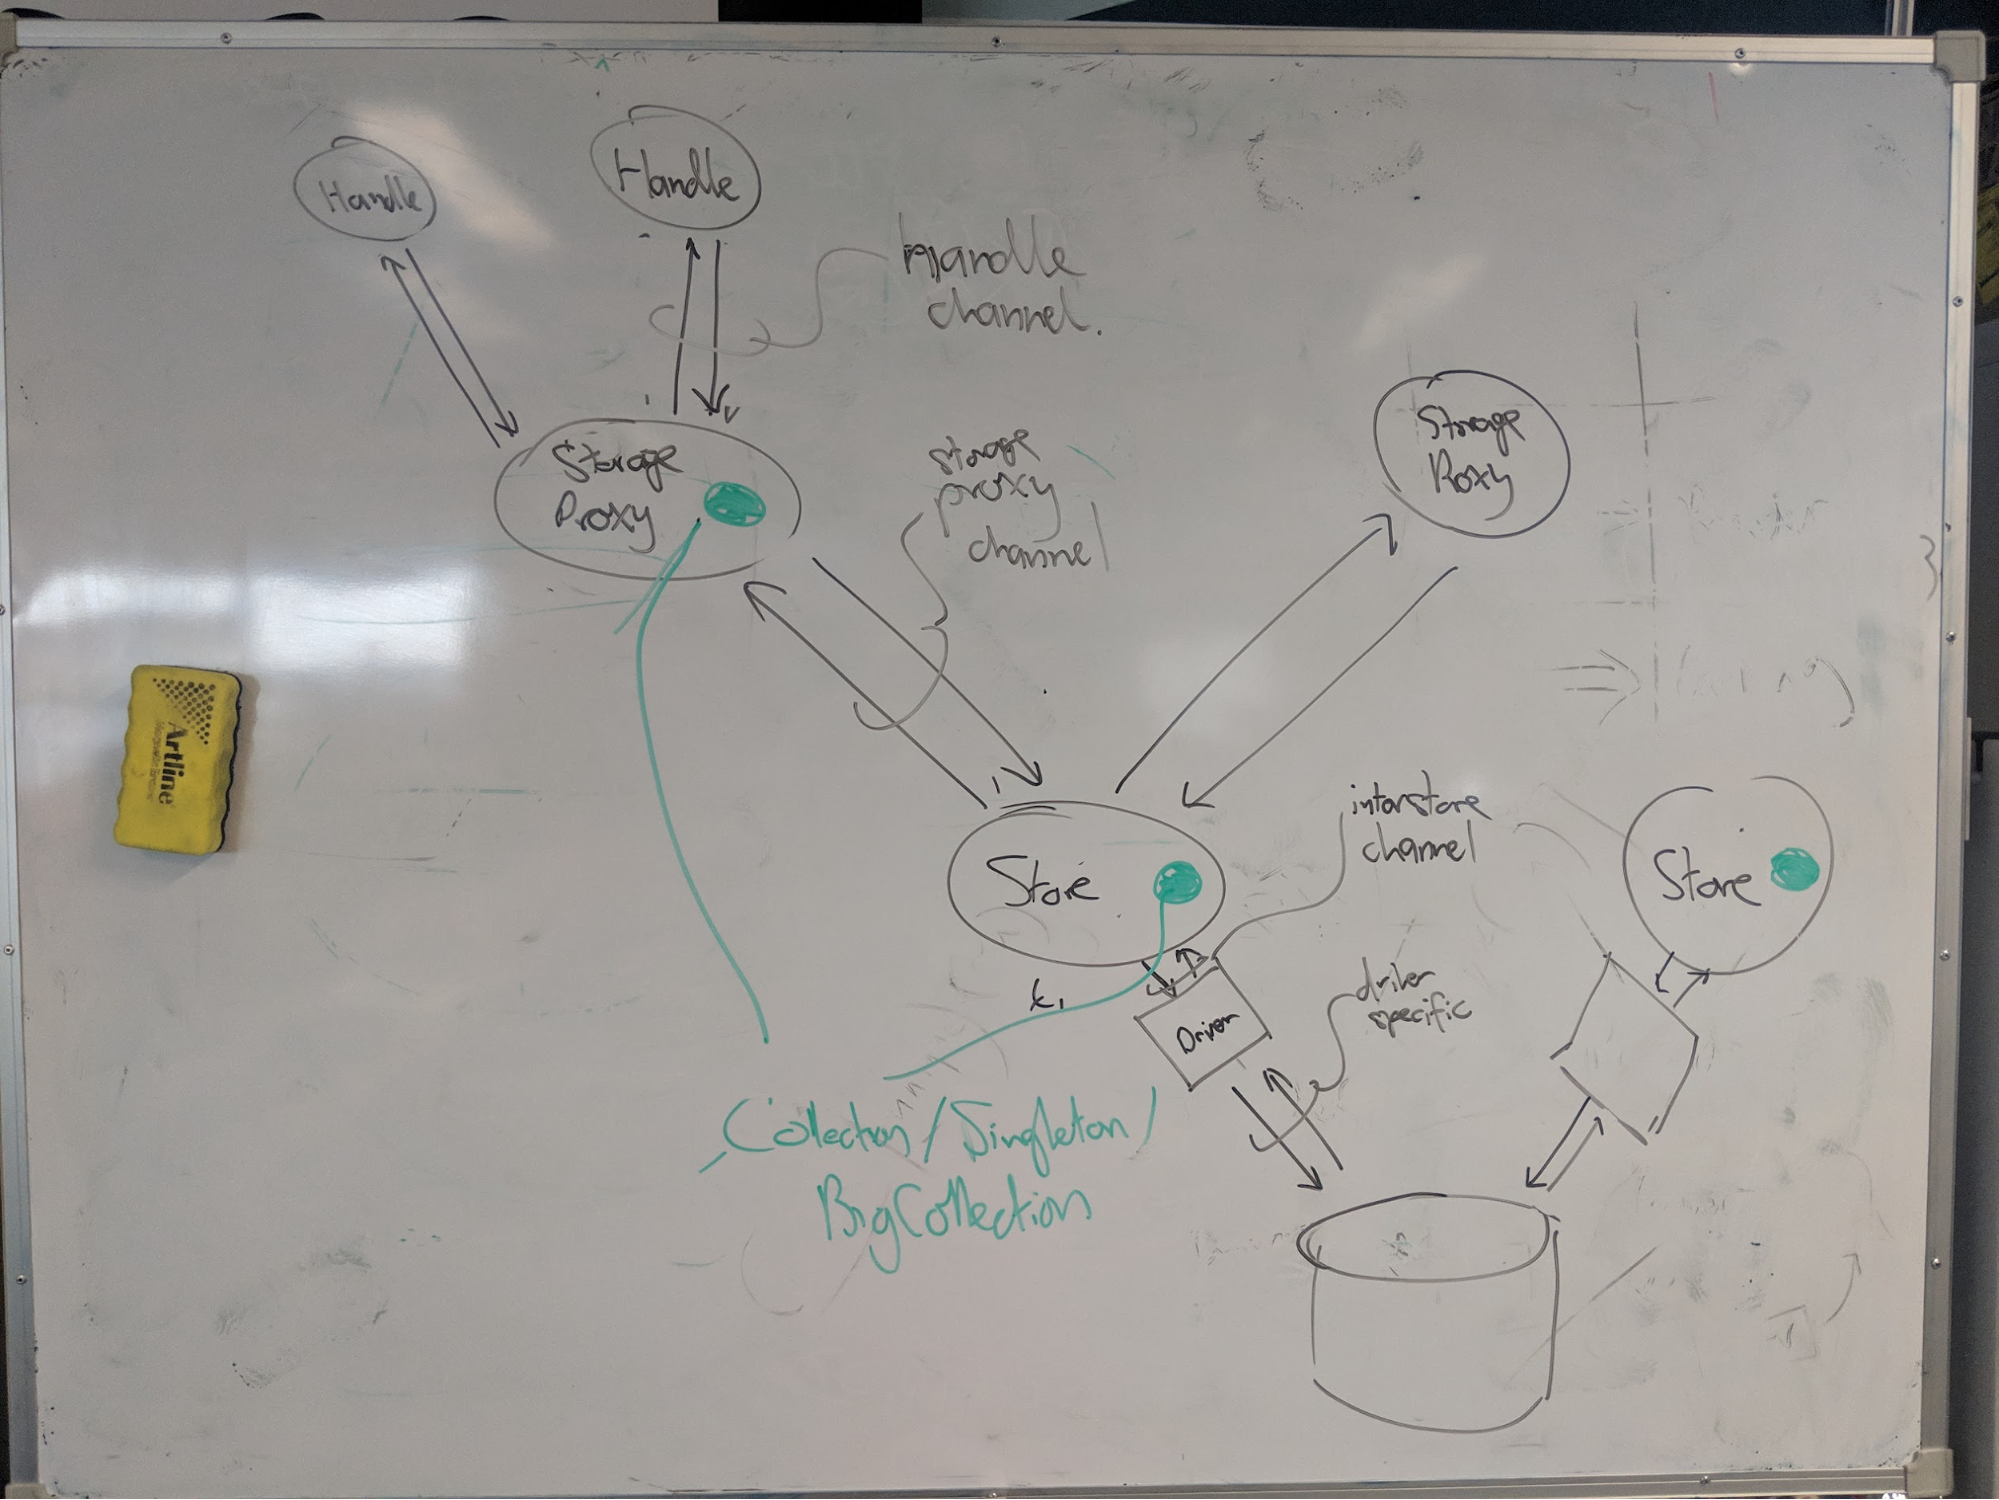 Handle
Handle
Handle
channel.
Storage
Proxy
storage
proxy
channel
Storage
Proxy
Artline
interstore
channel
Store
Store
driver
specific
Driver
Collection/Singleton/
BigCollection